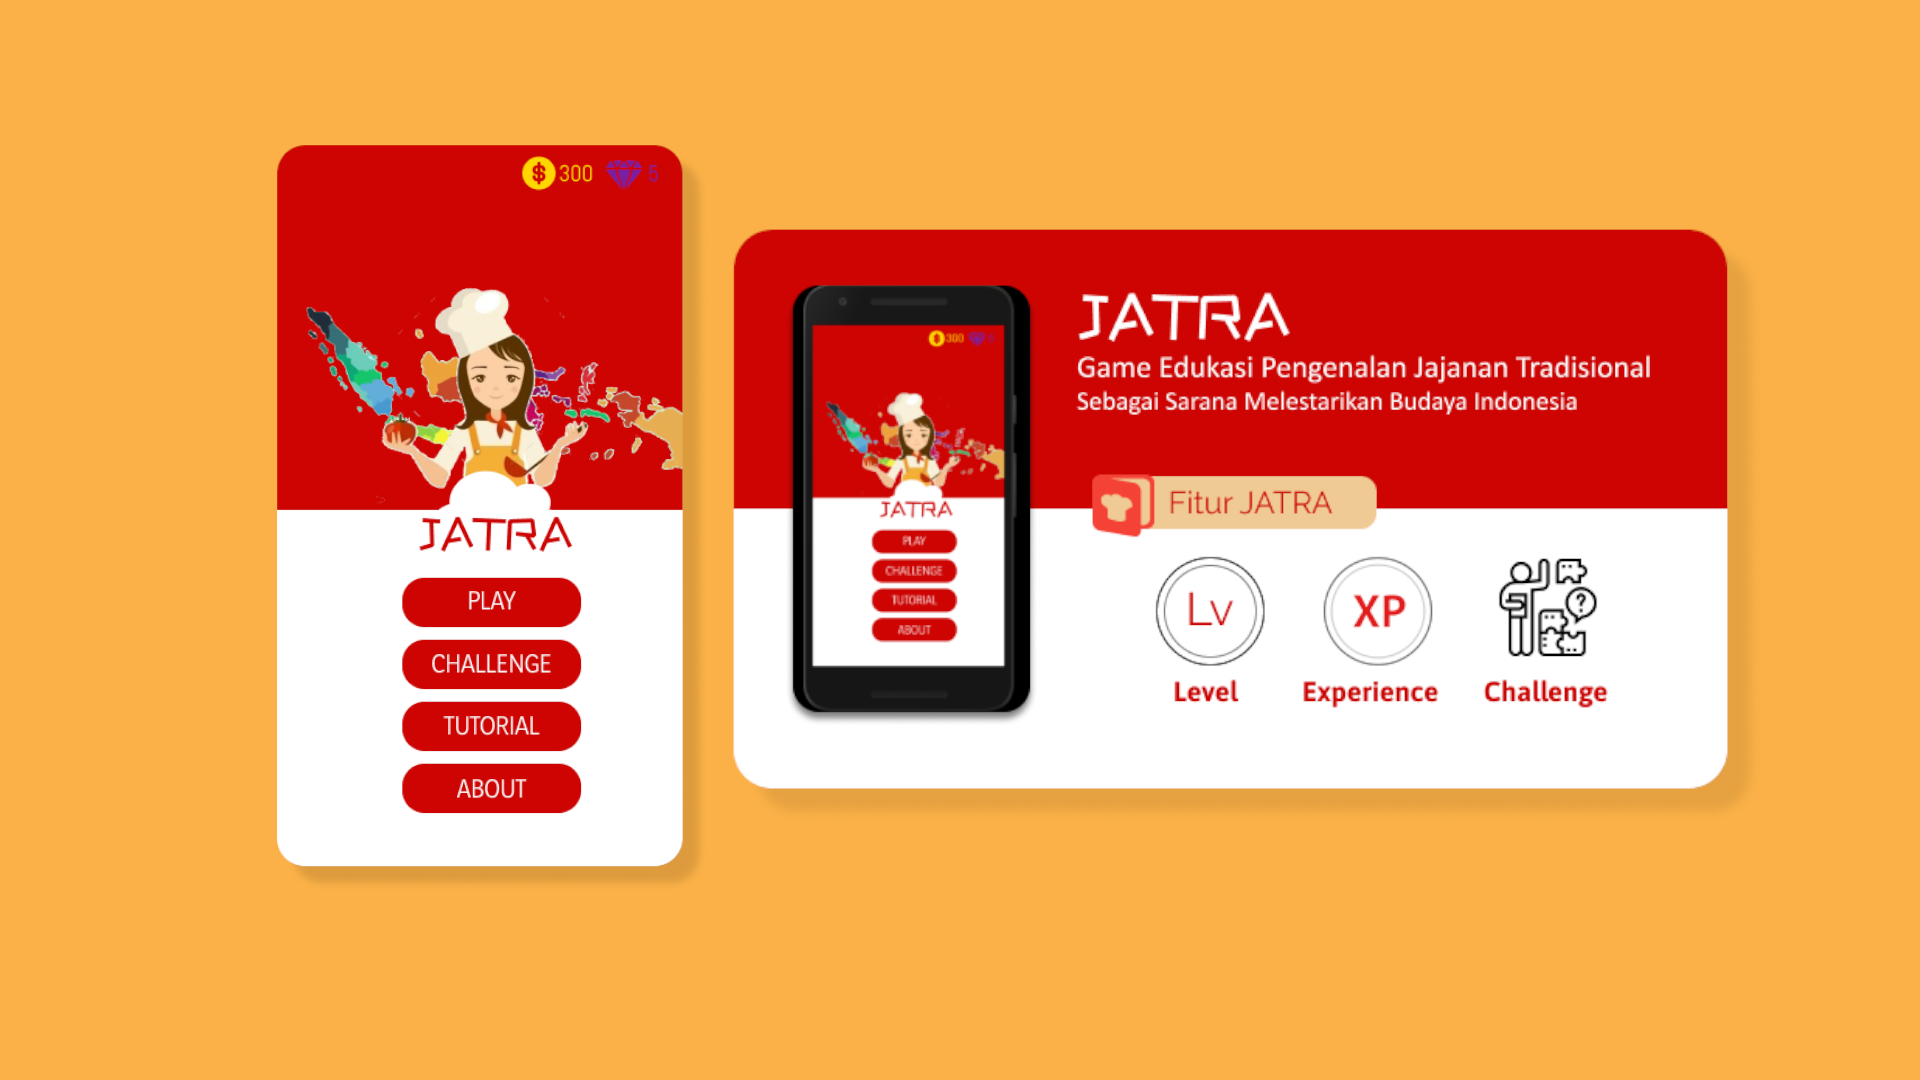 $ 300 5
JATRA
PLAY
CHALLENGE
TUTORIAL
ABOUT
$ 300
JATRA
PLAY
CHALLENGE
TUTORIAL
ABOUT
JATRA
Game Edukasi Pengenalan Jajanan Tradisional
Sebagai Sarana Melestarikan Budaya Indonesia
Fitur JATRA
Lv
XP
?
Level
Experience
Challenge